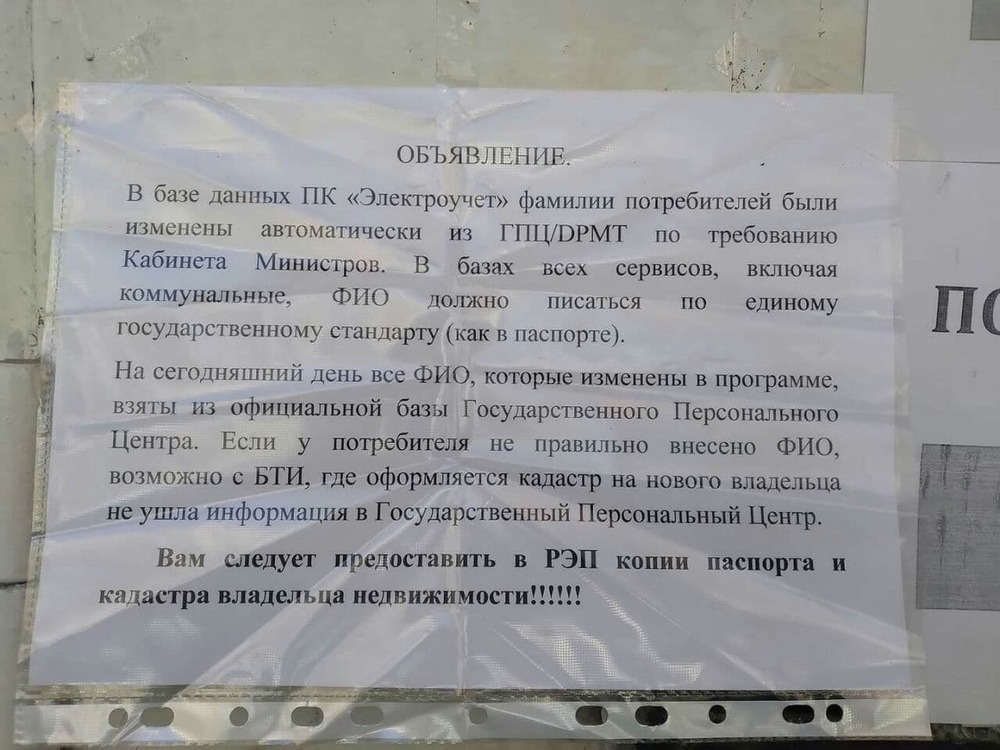 ОБЪЯВЛЕНИЕ.
В базе данных ПК «Электроучет» фамилии потребителей были
изменены автоматически из ГПЦ/DPMT по требованию
Кабинета Министров. В базах всех сервисов, включая
коммунальные, ФИО должно писаться по единому
государственному стандарту (как в паспорте).
На сегодняшний день все ФИО, которые изменены в программе,
взяты из официальной базы Государственного Персонального
Центра. Если у потребителя не правильно внесено ФИО,
возможно с БТИ, где оформляется кадастр на нового владельца
не ушла информация в Государственный Персональный Центр.
Вам следует предоставить в РЭП копии паспорта и
кадастра владельца недвижимости!!!!!!